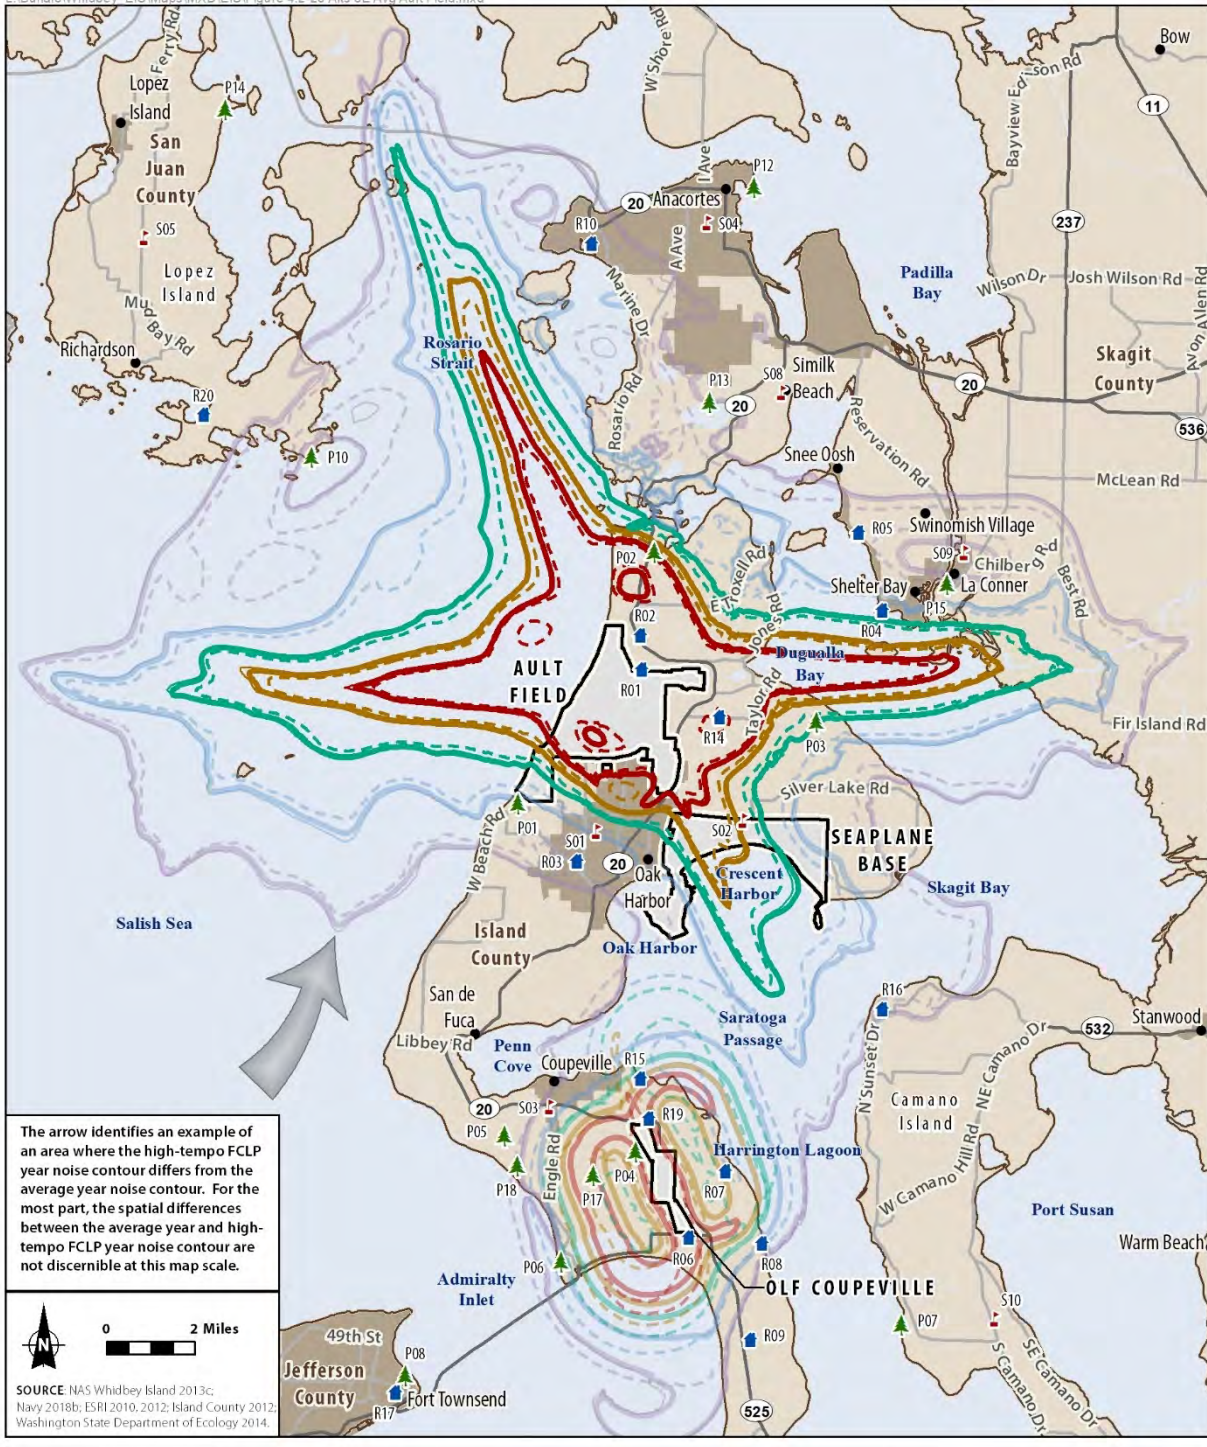 Bow
W Shore Rd
Ferry Rd
Lopez
Island
P14
San
Juan
County
S05
Lopez
Island
Mud Bay Rd
Richardson
R20
P10
I Ave
P12
20
Anacortes
S04
R10
A Ave
Marine Dr
Rosario
Strait
Rosario Rd
P13
20
S08
Similk
Beach
Padilla
Bay
Bayview Edison Rd
11
237
Wilson Dr
Josh Wilson Rd
Avon Allen Rd
Skagit
County
20
536
McLean Rd
Reservation Rd
Snee Oosh
R05
Swinomish Village
S09
Chilberg Rd
Best Rd
Shelter Bay
La Conner
P15
R04
P02
E Troxell Rd
R02
Jones Rd
Dugualla
Bay
AULT
FIELD
R01
Taylor Rd
R14
P03
Fir Island Rd
Silver Lake Rd
P01
W Beach Rd
S01
R03
20
Oak
Harbor
S02
SEAPLANE
BASE
Crescent
Harbor
Skagit Bay
Salish Sea
Island
County
Oak Harbor
San de
Fuca
Libbey Rd
Penn
Cove
Coupeville
Saratoga
Passage
R16
N Sunset Dr
NE Camano Dr
532
Stanwood
R15
20
S03
R19
P05
P18
Engle Rd
P04
P17
Harrington Lagoon
R07
Camano
Island
W Camano Hill Rd
Port Susan
P06
R06
R08
Warm Beach
Admiralty
Inlet
OLF COUPEVILLE
R09
P07
S10
S Camano Dr
SE Camano Dr
525
49th St
Jefferson
County
P08
Fort Townsend
R17
The arrow identifies an example of
an area where the high-tempo FCLP
year noise contour differs from the
average year noise contour. For the
most part, the spatial differences
between the average year and high-
tempo FCLP year noise contour are
not discernible at this map scale.
N
0 2 Miles
SOURCE: NAS Whidbey Island 2013c;
Navy 2018b; ESRI 2010, 2012; Island County 2012;
Washington State Department of Ecology 2014.